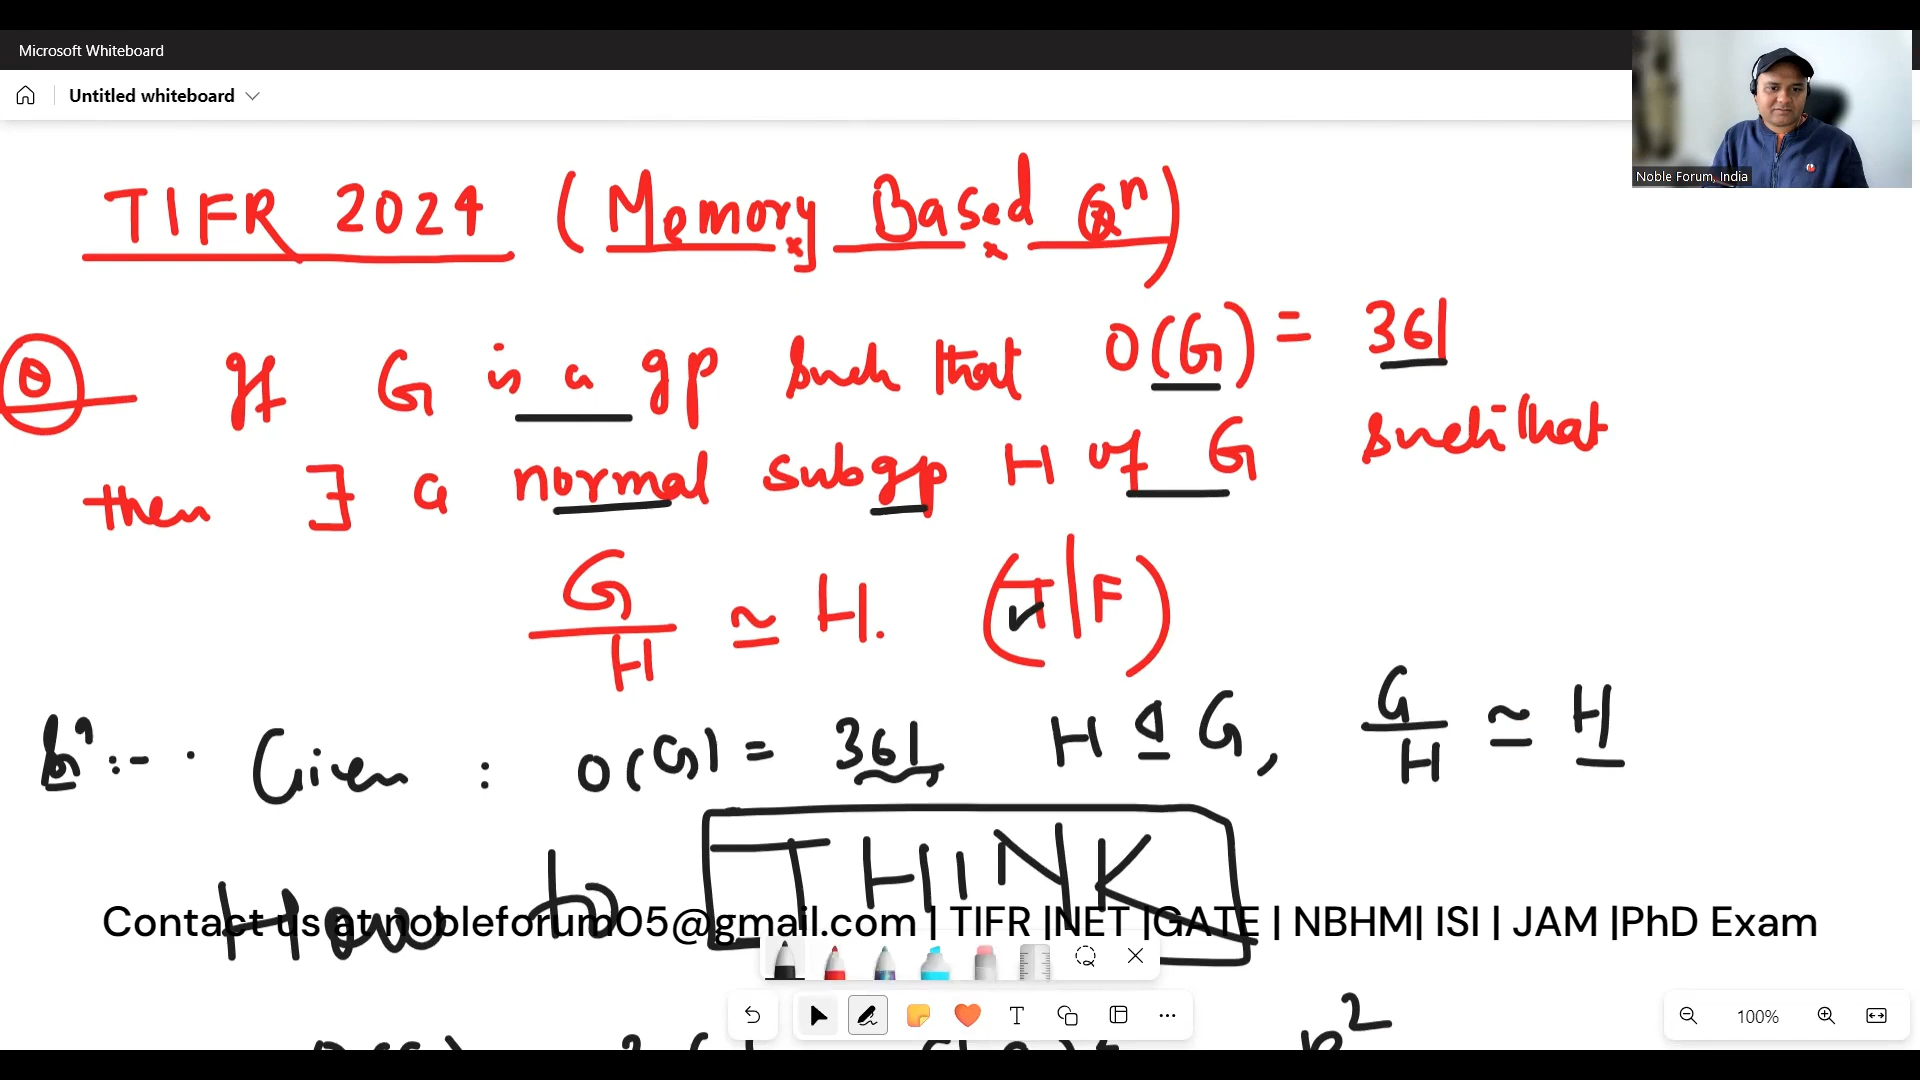 Microsoft Whiteboard
Untitled whiteboard
Noble Forum, India
TIFR 2024 (Memory Based Qn)
Q If G is a gp such that O(G) = 361
then ∃ a normal subgp H of G such that
G/H ≃ H. (T|F)
Given : O(G) = 361 H ⊴ G, G/H ≃ H
How to THINK
Contact us at nobleforum05@gmail.com | TIFR |NET |GATE | NBHM| ISI | JAM |PhD Exam
100%